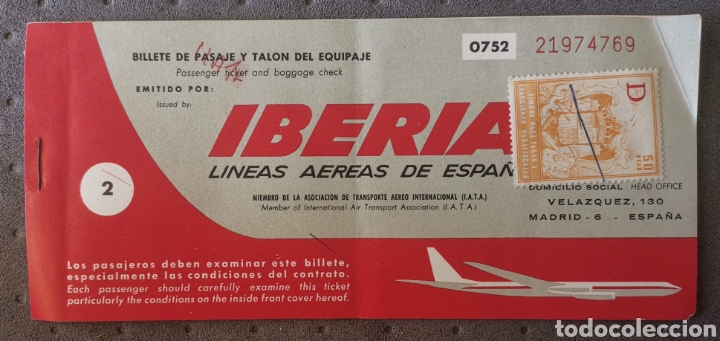 BILLETE DE PASAJE Y TALON DEL EQUIPAJE
Passenger ticket and baggage check
0752 21974769
EMITIDO POR:
Issued by:
IBERIA
LINEAS AEREAS DE ESPAÑ
D
50
PTAS
2
MIEMBRO DE LA ASOCIACION DE TRANSPORTE AEREO INTERNACIONAL (I.A.T.A.)
Member of International Air Transport Association (I.A.T.A.)
DOMICILIO SOCIAL HEAD OFFICE
VELAZQUEZ, 130
MADRID-6 - ESPAÑA
Los pasajeros deben examinar este billete,
especialmente las condiciones del contrato.
Each passenger should carefully examine this ticket
particularly the conditions on the inside front cover hereof.
todocoleccion